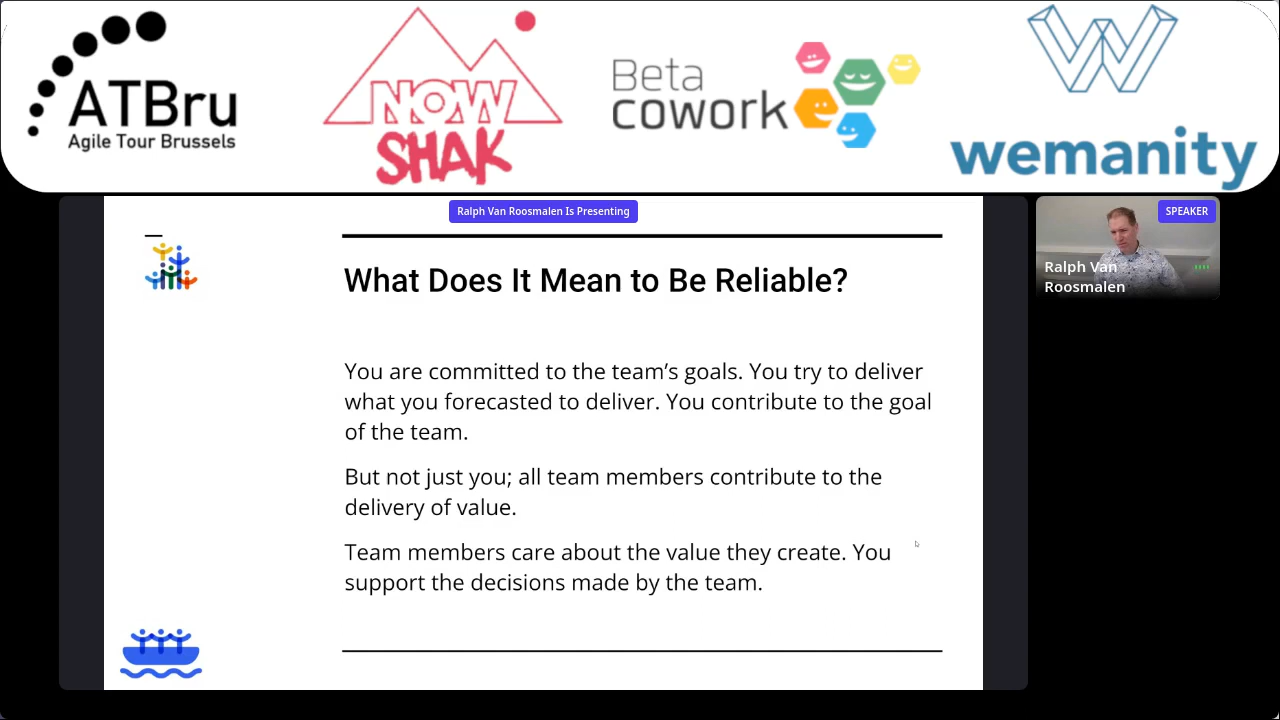 ATBru
Agile Tour Brussels
NOW
SHAK
Beta
cowork
wemanity
Ralph Van Roosmalen Is Presenting
SPEAKER
Ralph Van
Roosmalen
What Does It Mean to Be Reliable?
You are committed to the team’s goals. You try to deliver
what you forecasted to deliver. You contribute to the goal
of the team.
But not just you; all team members contribute to the
delivery of value.
Team members care about the value they create. You
support the decisions made by the team.